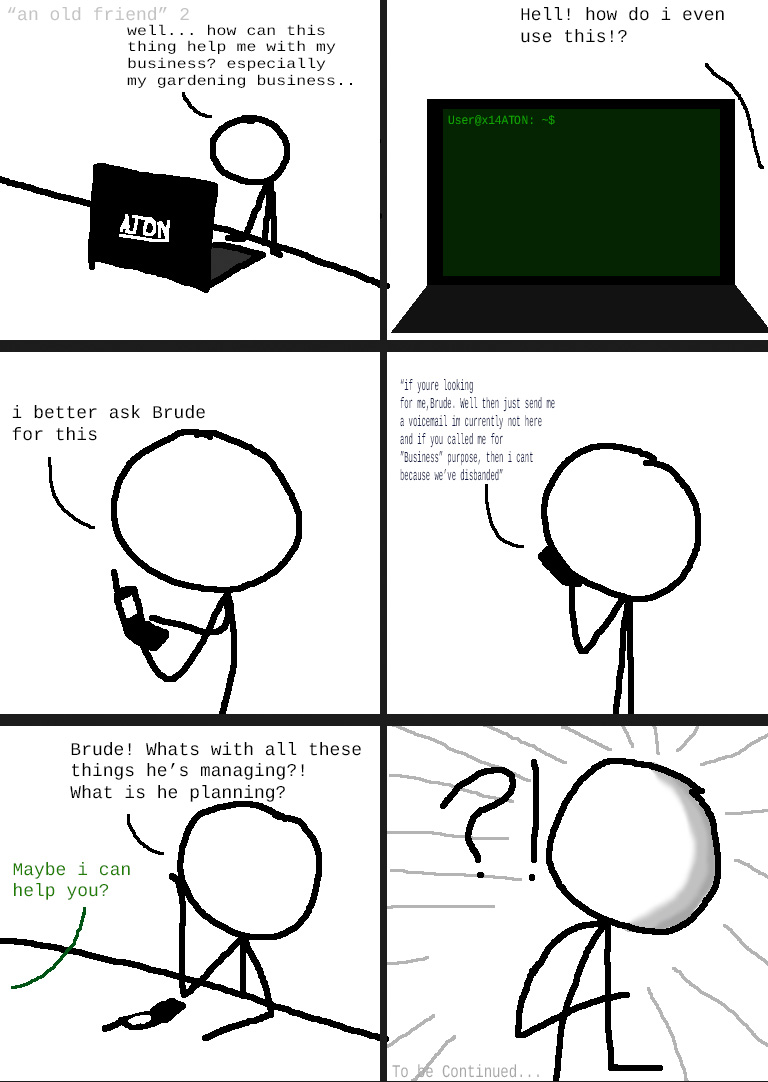 “an old friend” 2
well... how can this
thing help me with my
business? especially
my gardening business..
ATON
Hell! how do i even
use this!?
User@x14ATON: ~$
i better ask Brude
for this
“if youre looking
for me,Brude. Well then just send me
a voicemail im currently not here
and if you called me for
“Business” purpose, then i cant
because we’ve disbanded”
Brude! Whats with all these
things he’s managing?!
What is he planning?
Maybe i can
help you?
?!
To be Continued...